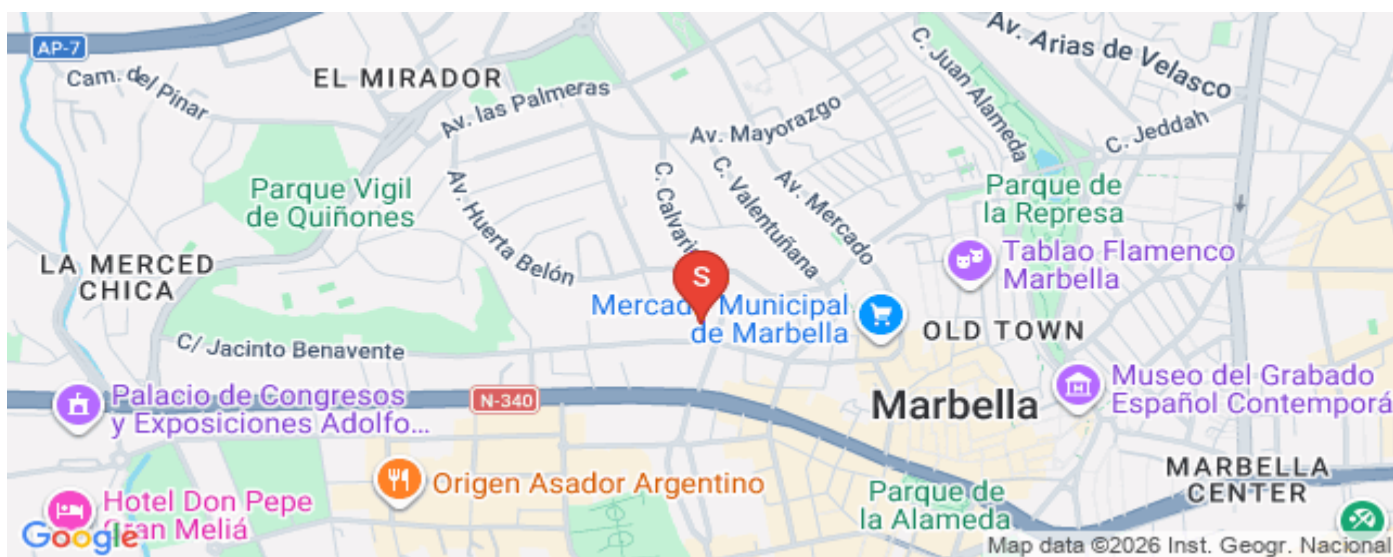 AP-7
Cam. del Pinar
EL MIRADOR
Av. las Palmeras
C. Juan Alameda
Av. Arias de Velasco
Av. Mayorazgo
C. Jeddah
Parque Vigil
de Quiñones
Av. Huerta Belón
C. Calvario
C. Valentuñana
Av. Mercado
Parque de
la Represa
Tablao Flamenco
Marbella
LA MERCED
CHICA
S
Mercado Municipal
de Marbella
OLD TOWN
C/ Jacinto Benavente
Palacio de Congresos
y Exposiciones Adolfo...
N-340
Marbella
Museo del Grabado
Español Contemporá
Origen Asador Argentino
MARBELLA
CENTER
Hotel Don Pepe
Gran Meliá
Parque de
la Alameda
Google
Map data ©2026 Inst. Geogr. Nacional